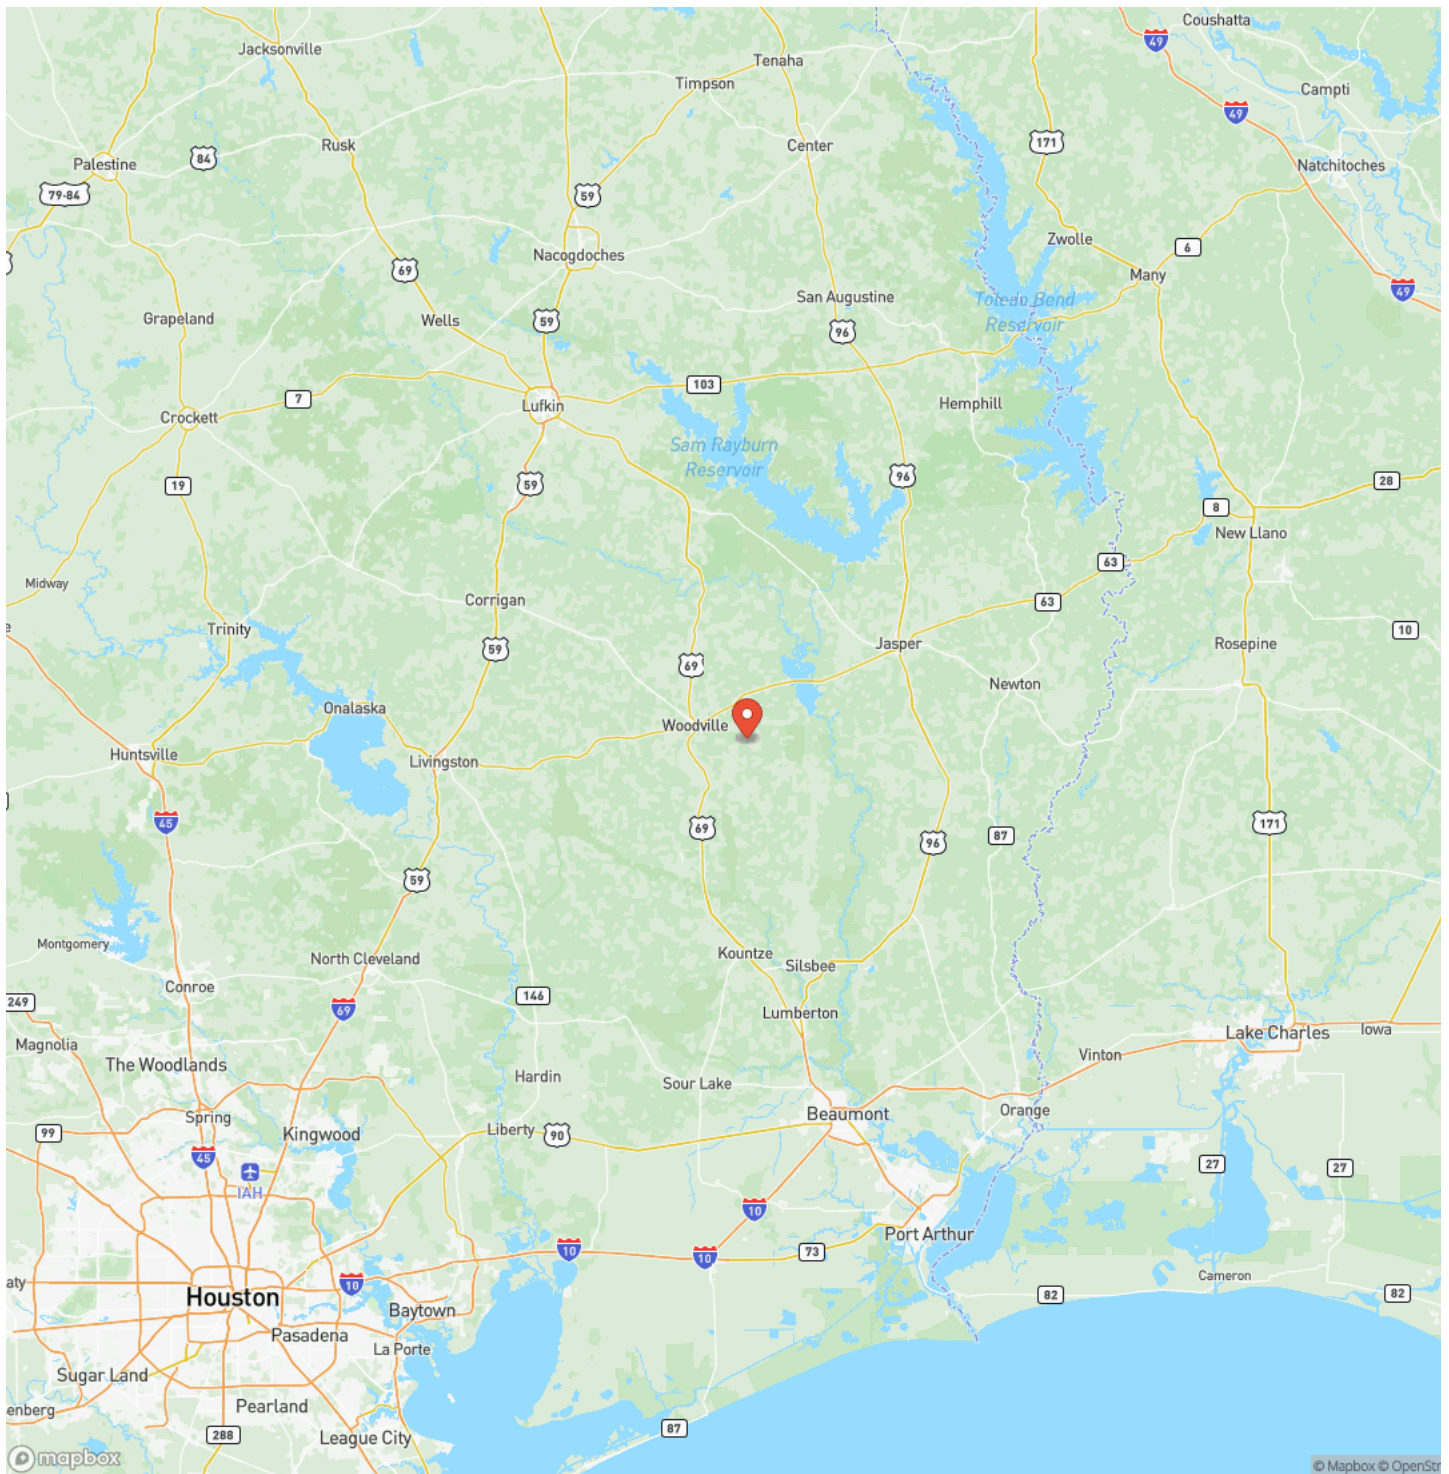 Coushatta
Jacksonville
49
Tenaha
Timpson
Campti
49
Rusk
Center
171
Palestine
84
Natchitoches
79-84
59
Zwolle
6
Nacogdoches
69
Many
49
San Augustine
Toledo Bend
Reservoir
Grapeland
Wells
59
96
103
7
Hemphill
Lufkin
Crockett
Sam Rayburn
Reservoir
96
28
19
59
8
New Llano
63
Midway
Corrigan
63
Trinity
10
Jasper
Rosepine
59
69
Newton
Onalaska
Woodville
Huntsville
Livingston
45
69
87
171
96
59
Montgomery
Kountze
North Cleveland
Silsbee
Conroe
146
249
69
Lumberton
Lake Charles
Iowa
Magnolia
Vinton
The Woodlands
Hardin
Sour Lake
Spring
Beaumont
Orange
99
Kingwood
Liberty
90
45
27
27
IAH
10
Port Arthur
10
10
73
Cameron
10
Houston
82
82
Baytown
Pasadena
La Porte
Sugar Land
enberg
Pearland
87
288
League City
mapbox
© Mapbox © OpenStr